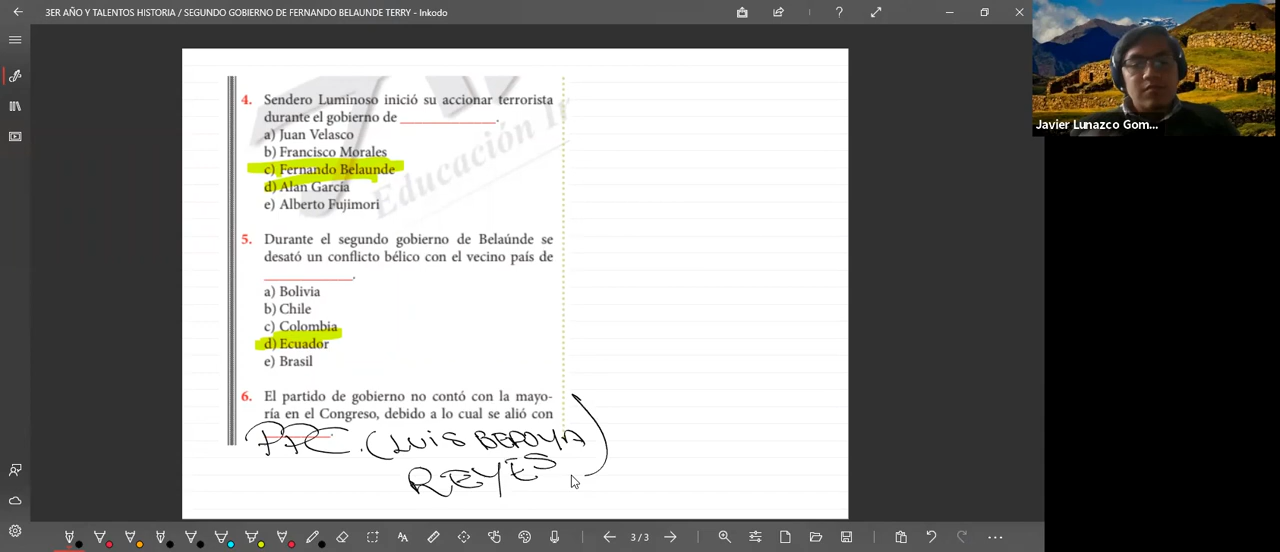 3ER AÑO Y TALENTOS HISTORIA / SEGUNDO GOBIERNO DE FERNANDO BELAUNDE TERRY - Inkodo
Javier Lunazco Gom...
4. Sendero Luminoso inició su accionar terrorista
durante el gobierno de ____________.
a) Juan Velasco
b) Francisco Morales
c) Fernando Belaunde
d) Alan García
e) Alberto Fujimori
Educación
5. Durante el segundo gobierno de Belaúnde se
desató un conflicto bélico con el vecino país de
____________.
a) Bolivia
b) Chile
c) Colombia
d) Ecuador
e) Brasil
6. El partido de gobierno no contó con la mayo-
ría en el Congreso, debido a lo cual se alió con
________.
PPC. (LUIS BEDOYA
REYES)
3/3